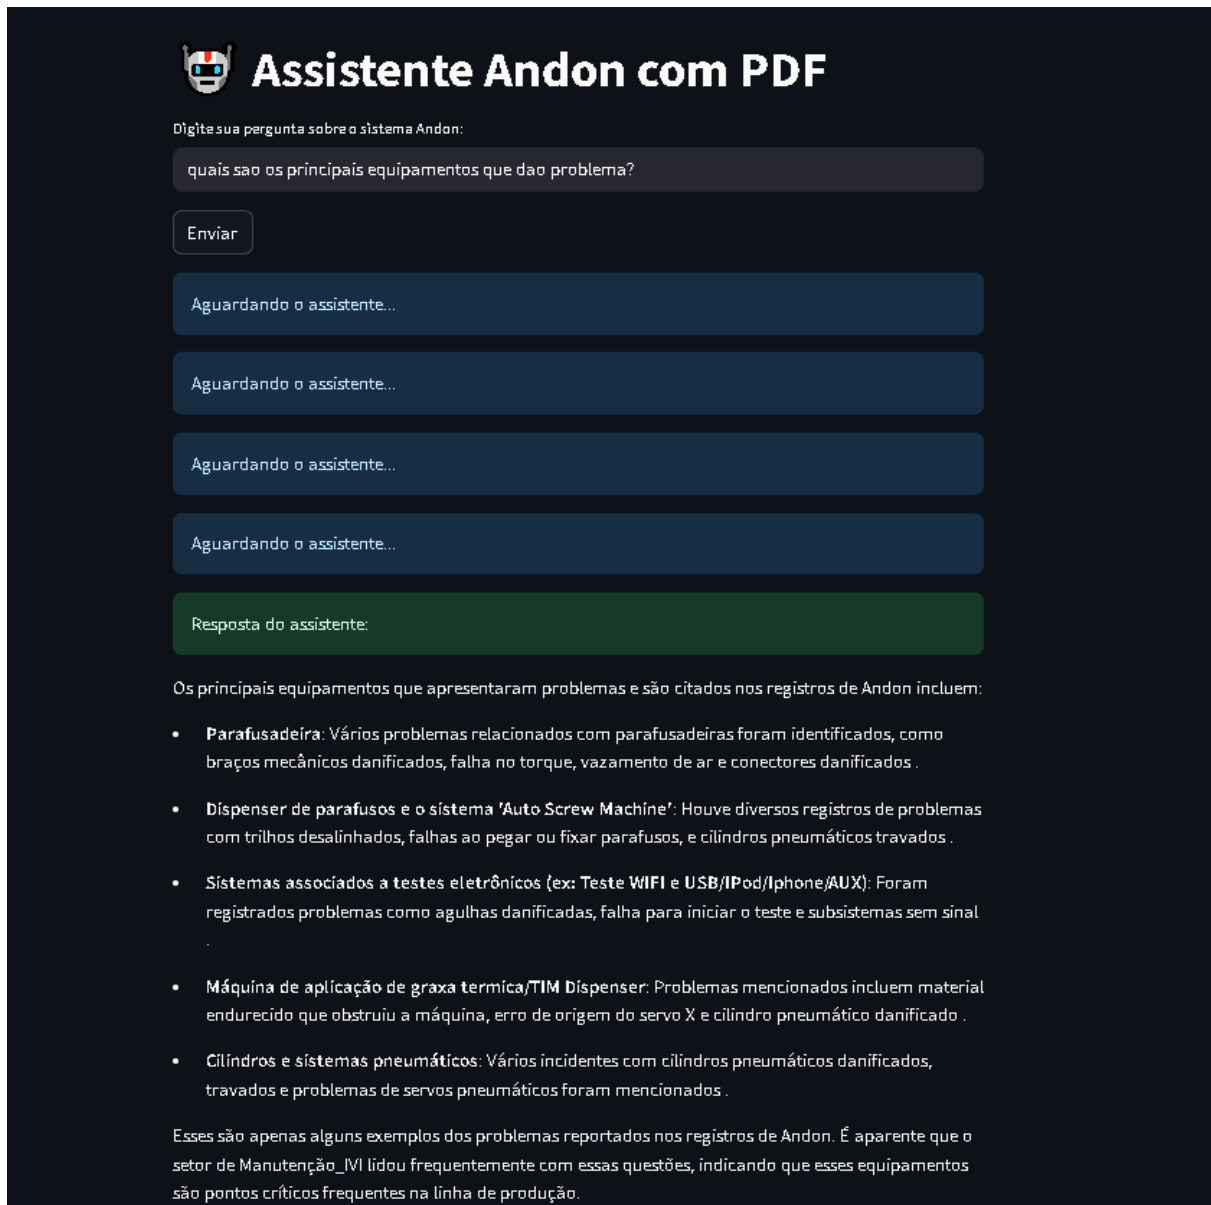 Assistente Andon com PDF
Digite sua pergunta sobre o sistema Andon:
quais sao os principais equipamentos que dao problema?
Enviar
Aguardando o assistente...
Aguardando o assistente...
Aguardando o assistente...
Aguardando o assistente...
Resposta do assistente:
Os principais equipamentos que apresentaram problemas e são citados nos registros de Andon incluem:
• Parafusadeira: Vários problemas relacionados com parafusadeiras foram identificados, como
braços mecânicos danificados, falha no torque, vazamento de ar e conectores danificados .
• Dispenser de parafusos e o sistema 'Auto Screw Machine': Houve diversos registros de problemas
com trilhos desalinhados, falhas ao pegar ou fixar parafusos, e cilindros pneumáticos travados .
• Sistemas associados a testes eletrônicos (ex: Teste WIFI e USB/IPod/Iphone/AUX): Foram
registrados problemas como agulhas danificadas, falha para iniciar o teste e subsistemas sem sinal
.
• Máquina de aplicação de graxa termica/TIM Dispenser: Problemas mencionados incluem material
endurecido que obstruiu a máquina, erro de origem do servo X e cilindro pneumático danificado .
• Cilindros e sistemas pneumáticos: Vários incidentes com cilindros pneumáticos danificados,
travados e problemas de servos pneumáticos foram mencionados .
Esses são apenas alguns exemplos dos problemas reportados nos registros de Andon. É aparente que o
setor de Manutenção_IVI lidou frequentemente com essas questões, indicando que esses equipamentos
são pontos críticos frequentes na linha de produção.